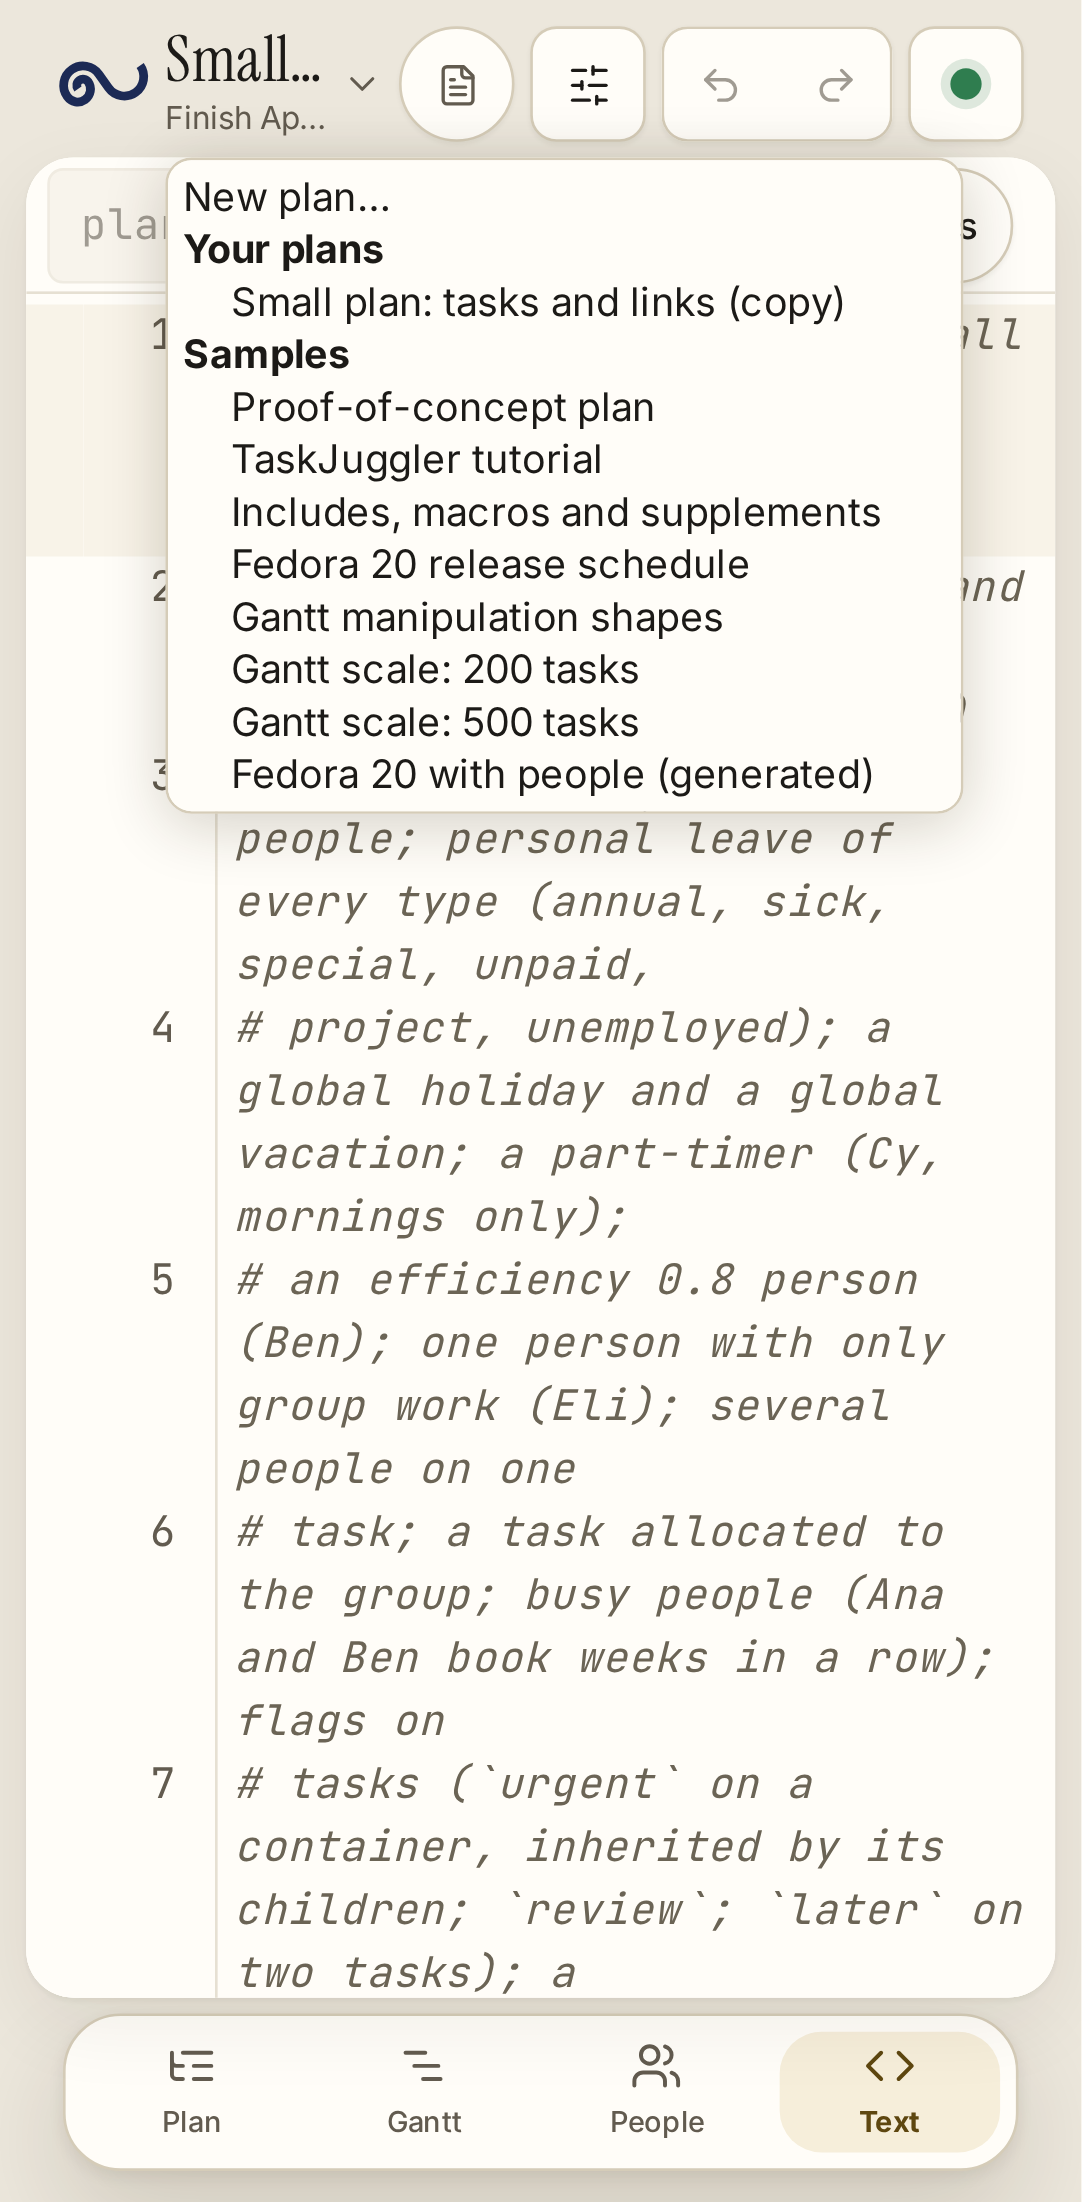 Small...
Finish Ap...
New plan...
Your plans
Small plan: tasks and links (copy)
Samples
Proof-of-concept plan
TaskJuggler tutorial
Includes, macros and supplements
Fedora 20 release schedule
Gantt manipulation shapes
Gantt scale: 200 tasks
Gantt scale: 500 tasks
Fedora 20 with people (generated)
people; personal leave of
every type (annual, sick,
special, unpaid,
4 # project, unemployed); a
global holiday and a global
vacation; a part-timer (Cy,
mornings only);
5 # an efficiency 0.8 person
(Ben); one person with only
group work (Eli); several
people on one
6 # task; a task allocated to
the group; busy people (Ana
and Ben book weeks in a row);
flags on
7 # tasks (`urgent` on a
container, inherited by its
children; `review`; `later` on
two tasks); a
Plan
Gantt
People
Text